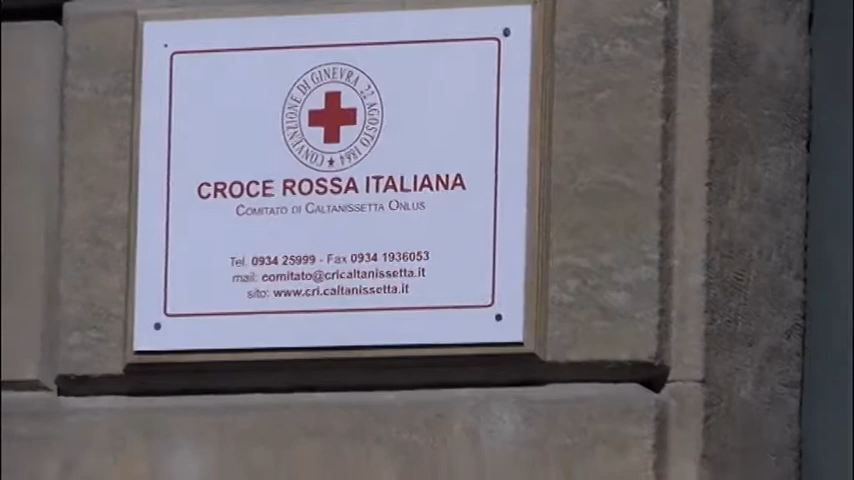 CONVENZIONE DI GINEVRA 22 AGOSTO 1864
CROCE ROSSA ITALIANA
COMITATO DI CALTANISSETTA ONLUS
Tel. 0934 25999 - Fax 0934 1936053
mail: comitato@cricaltanissetta.it
sito: www.cri.caltanissetta.it